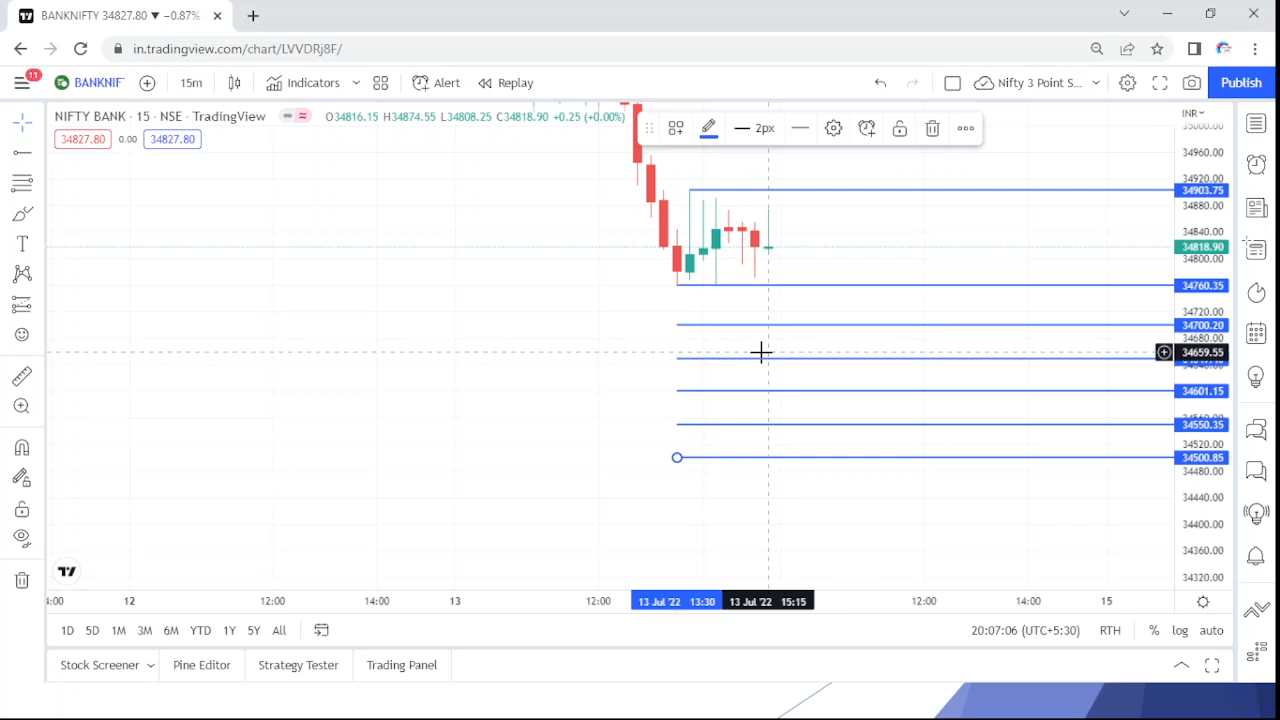 BANKNIFTY 34827.80 ▼ −0.87%
in.tradingview.com/chart/LVVDRj8F/
11
BANKNIF
15m
Indicators
Alert
Replay
Nifty 3 Point S...
Publish
NIFTY BANK · 15 · NSE · TradingView
O34816.15 H34874.55 L34808.25 C34818.90 +0.25 (+0.00%)
INR
34827.80
0.00
34827.80
2px
35000.00
34960.00
34920.00
34903.75
34880.00
34840.00
34818.90
34800.00
34760.35
34720.00
34700.20
34680.00
34659.55
34601.15
34560.00
34550.35
34520.00
34500.85
34480.00
34440.00
34400.00
34360.00
34320.00
4:00
12
12:00
14:00
13
12:00
13 Jul '22 13:30
13 Jul '22 15:15
12:00
14:00
15
1D
5D
1M
3M
6M
YTD
1Y
5Y
All
20:07:06 (UTC+5:30)
RTH
%
log
auto
Stock Screener
Pine Editor
Strategy Tester
Trading Panel